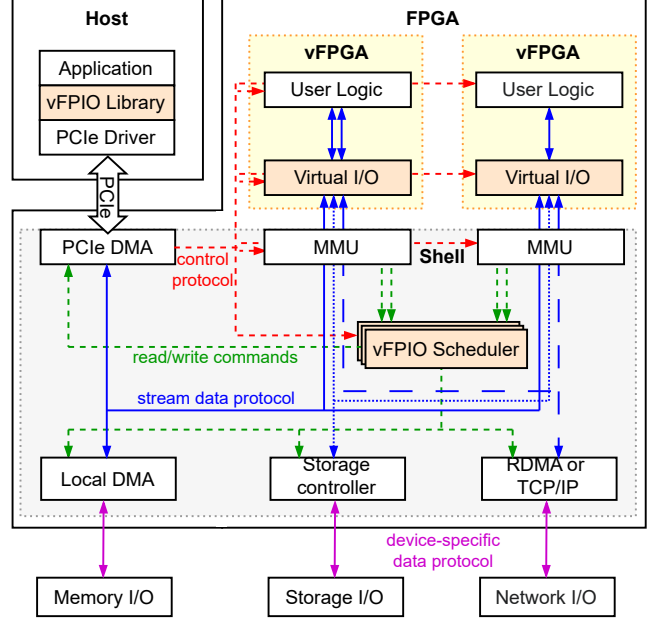 Host
FPGA
Application
vFPIO Library
PCIe Driver
PCIe
vFPGA
User Logic
Virtual I/O
vFPGA
User Logic
Virtual I/O
PCIe DMA
control
protocol
MMU
Shell
MMU
vFPIO Scheduler
read/write commands
stream data protocol
Local DMA
Storage
controller
RDMA or
TCP/IP
device-specific
data protocol
Memory I/O
Storage I/O
Network I/O